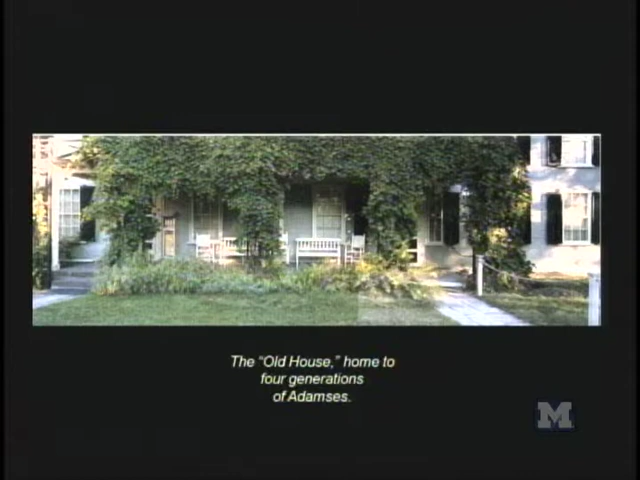 The “Old House,” home to
four generations
of Adamses.
M